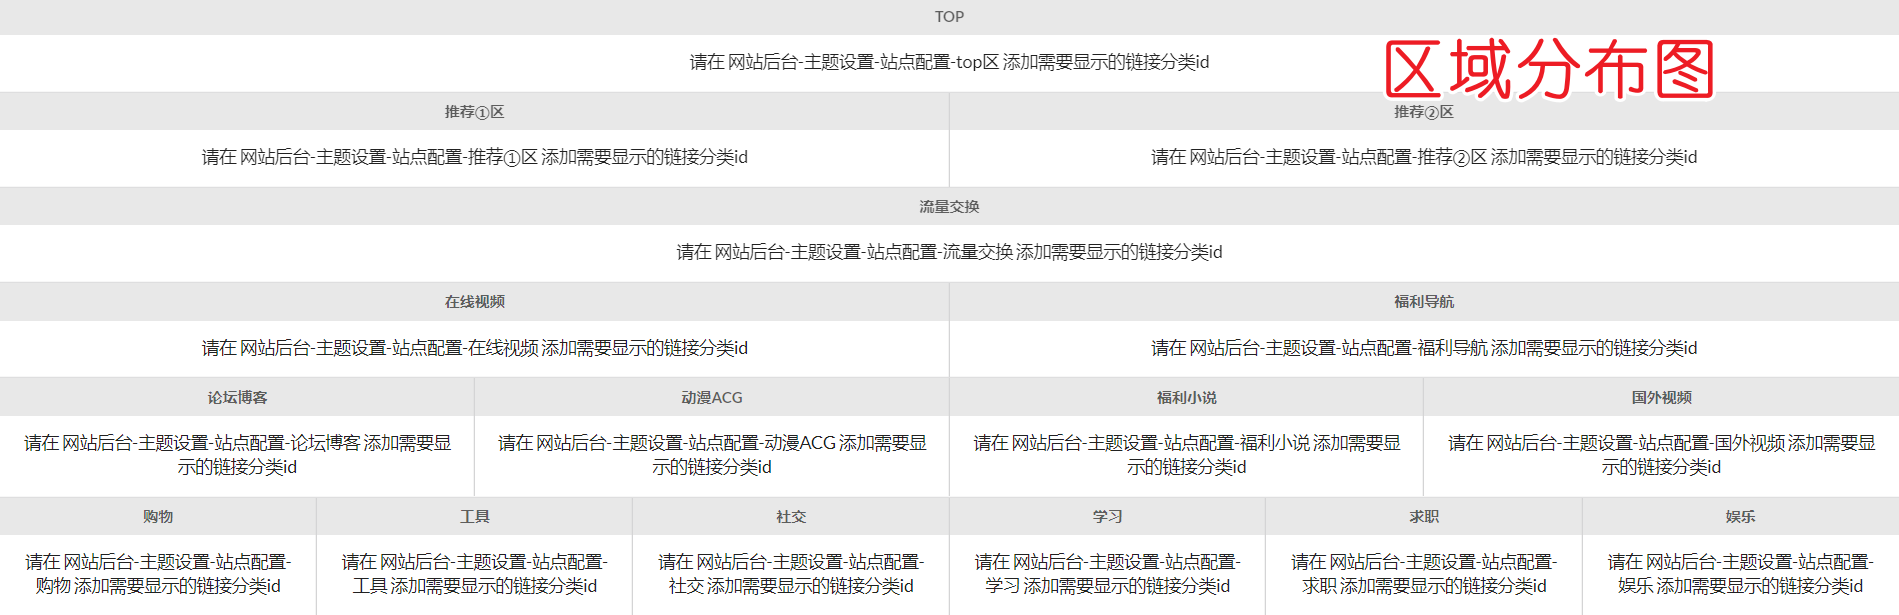 TOP
请在 网站后台-主题设置-站点配置-top区 添加需要显示的链接分类id
区域分布图
推荐①区
推荐②区
请在 网站后台-主题设置-站点配置-推荐①区 添加需要显示的链接分类id
请在 网站后台-主题设置-站点配置-推荐②区 添加需要显示的链接分类id
流量交换
请在 网站后台-主题设置-站点配置-流量交换 添加需要显示的链接分类id
在线视频
福利导航
请在 网站后台-主题设置-站点配置-在线视频 添加需要显示的链接分类id
请在 网站后台-主题设置-站点配置-福利导航 添加需要显示的链接分类id
论坛博客
动漫ACG
福利小说
国外视频
请在 网站后台-主题设置-站点配置-论坛博客 添加需要显
示的链接分类id
请在 网站后台-主题设置-站点配置-动漫ACG 添加需要显
示的链接分类id
请在 网站后台-主题设置-站点配置-福利小说 添加需要显
示的链接分类id
请在 网站后台-主题设置-站点配置-国外视频 添加需要显
示的链接分类id
购物
工具
社交
学习
求职
娱乐
请在 网站后台-主题设置-站点配置-
购物 添加需要显示的链接分类id
请在 网站后台-主题设置-站点配置-
工具 添加需要显示的链接分类id
请在 网站后台-主题设置-站点配置-
社交 添加需要显示的链接分类id
请在 网站后台-主题设置-站点配置-
学习 添加需要显示的链接分类id
请在 网站后台-主题设置-站点配置-
求职 添加需要显示的链接分类id
请在 网站后台-主题设置-站点配置-
娱乐 添加需要显示的链接分类id